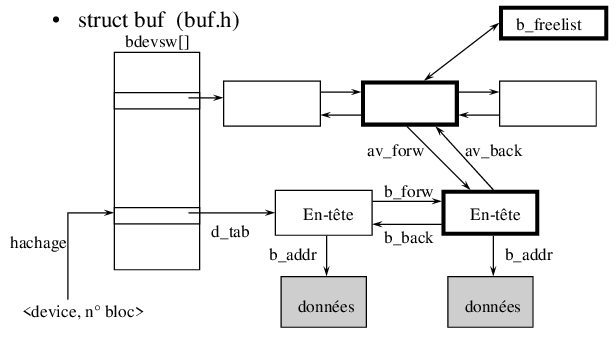 • struct buf (buf.h)
b_freelist
bdevsw[]
av_forw
av_back
b_forw
En-tête
En-tête
d_tab
b_back
hachage
b_addr
b_addr
données
données
<device, n° bloc>